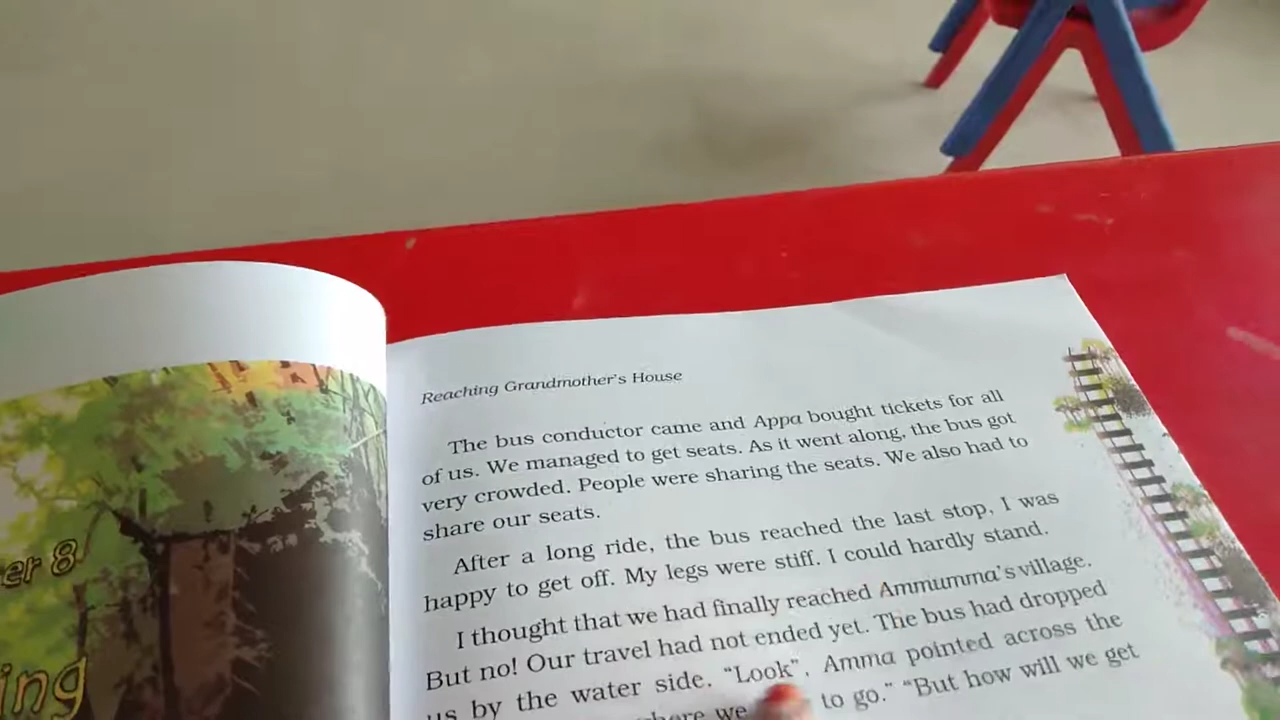 er 8
ing
Reaching Grandmother's House
The bus conductor came and Appa bought tickets for all
of us. We managed to get seats. As it went along, the bus got
very crowded. People were sharing the seats. We also had to
share our seats.
After a long ride, the bus reached the last stop, I was
happy to get off. My legs were stiff. I could hardly stand.
I thought that we had finally reached Ammumma's village.
But no! Our travel had not ended yet. The bus had dropped
us by the water side. "Look", Amma pointed across the
we to go." "But how will we get